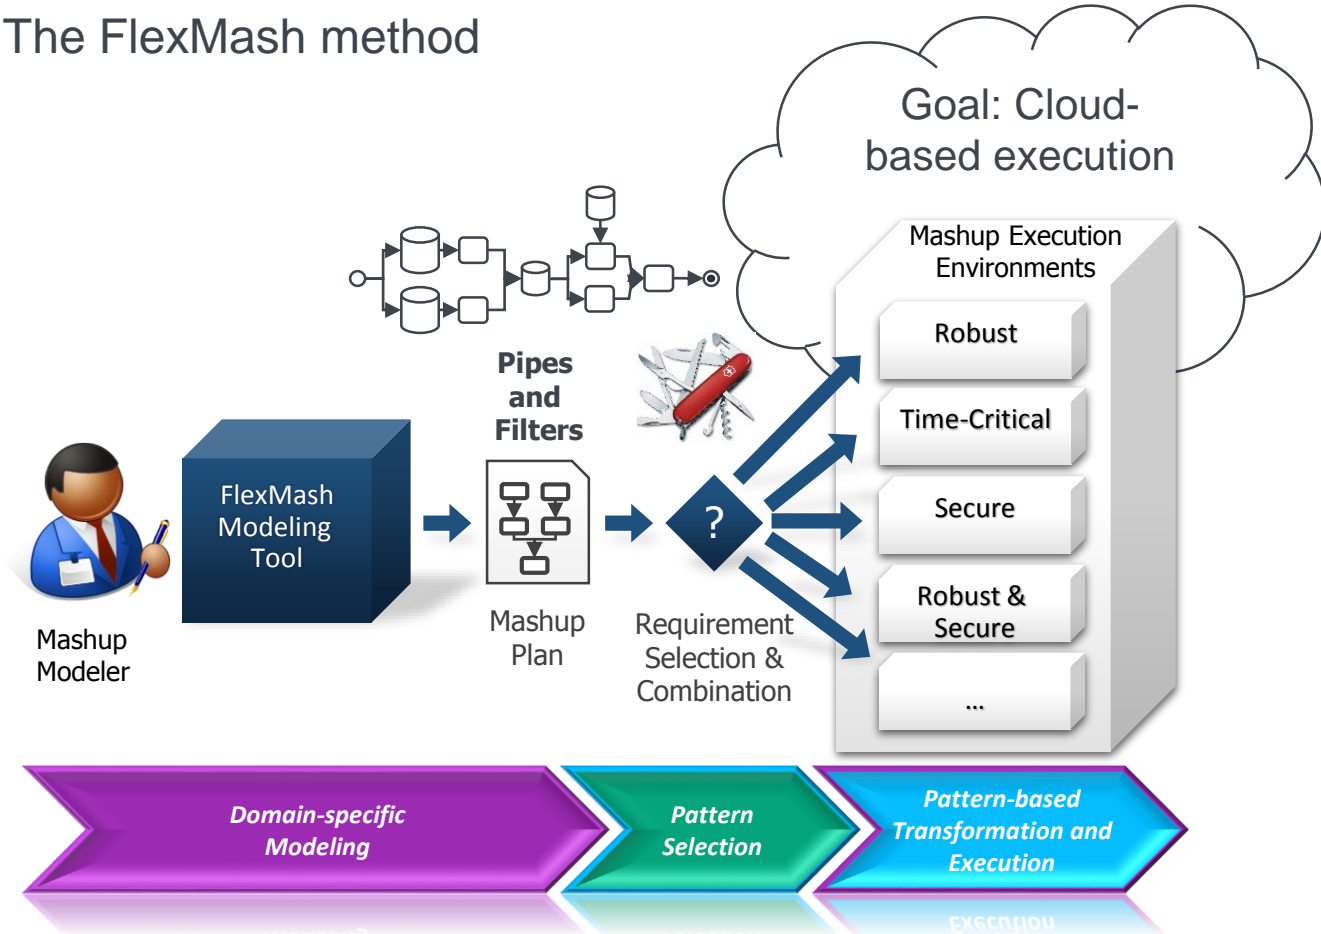 The FlexMash method
Goal: Cloud-
based execution
Mashup Execution
Environments
Robust
Time-Critical
Secure
Robust &
Secure
...
Pipes
and
Filters
FlexMash
Modeling
Tool
?
Mashup
Modeler
Mashup
Plan
Requirement
Selection &
Combination
Domain-specific
Modeling
Pattern
Selection
Pattern-based
Transformation and
Execution